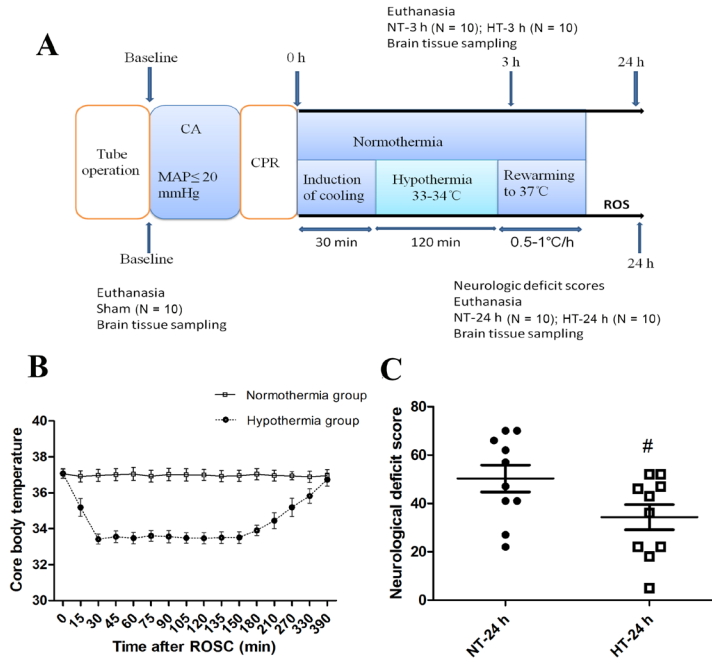 A
Euthanasia
NT-3 h (N = 10); HT-3 h (N = 10)
Brain tissue sampling
Baseline
0 h
3 h
24 h
Tube
operation
CA
MAP≤ 20
mmHg
CPR
Normothermia
Induction
of cooling
Hypothermia
33-34℃
Rewarming
to 37℃
ROS
30 min
120 min
0.5-1℃/h
Baseline
24 h
Euthanasia
Sham (N = 10)
Brain tissue sampling
Neurologic deficit scores
Euthanasia
NT-24 h (N = 10); HT-24 h (N = 10)
Brain tissue sampling
B
Normothermia group
Hypothermia group
Core body temperature
40
38
36
34
32
30
0 15 30 45 60 75 90 105 120 135 150 180 210 270 330 390
Time after ROSC (min)
C
Neurological deficit score
80
60
40
20
0
#
NT-24 h
HT-24 h